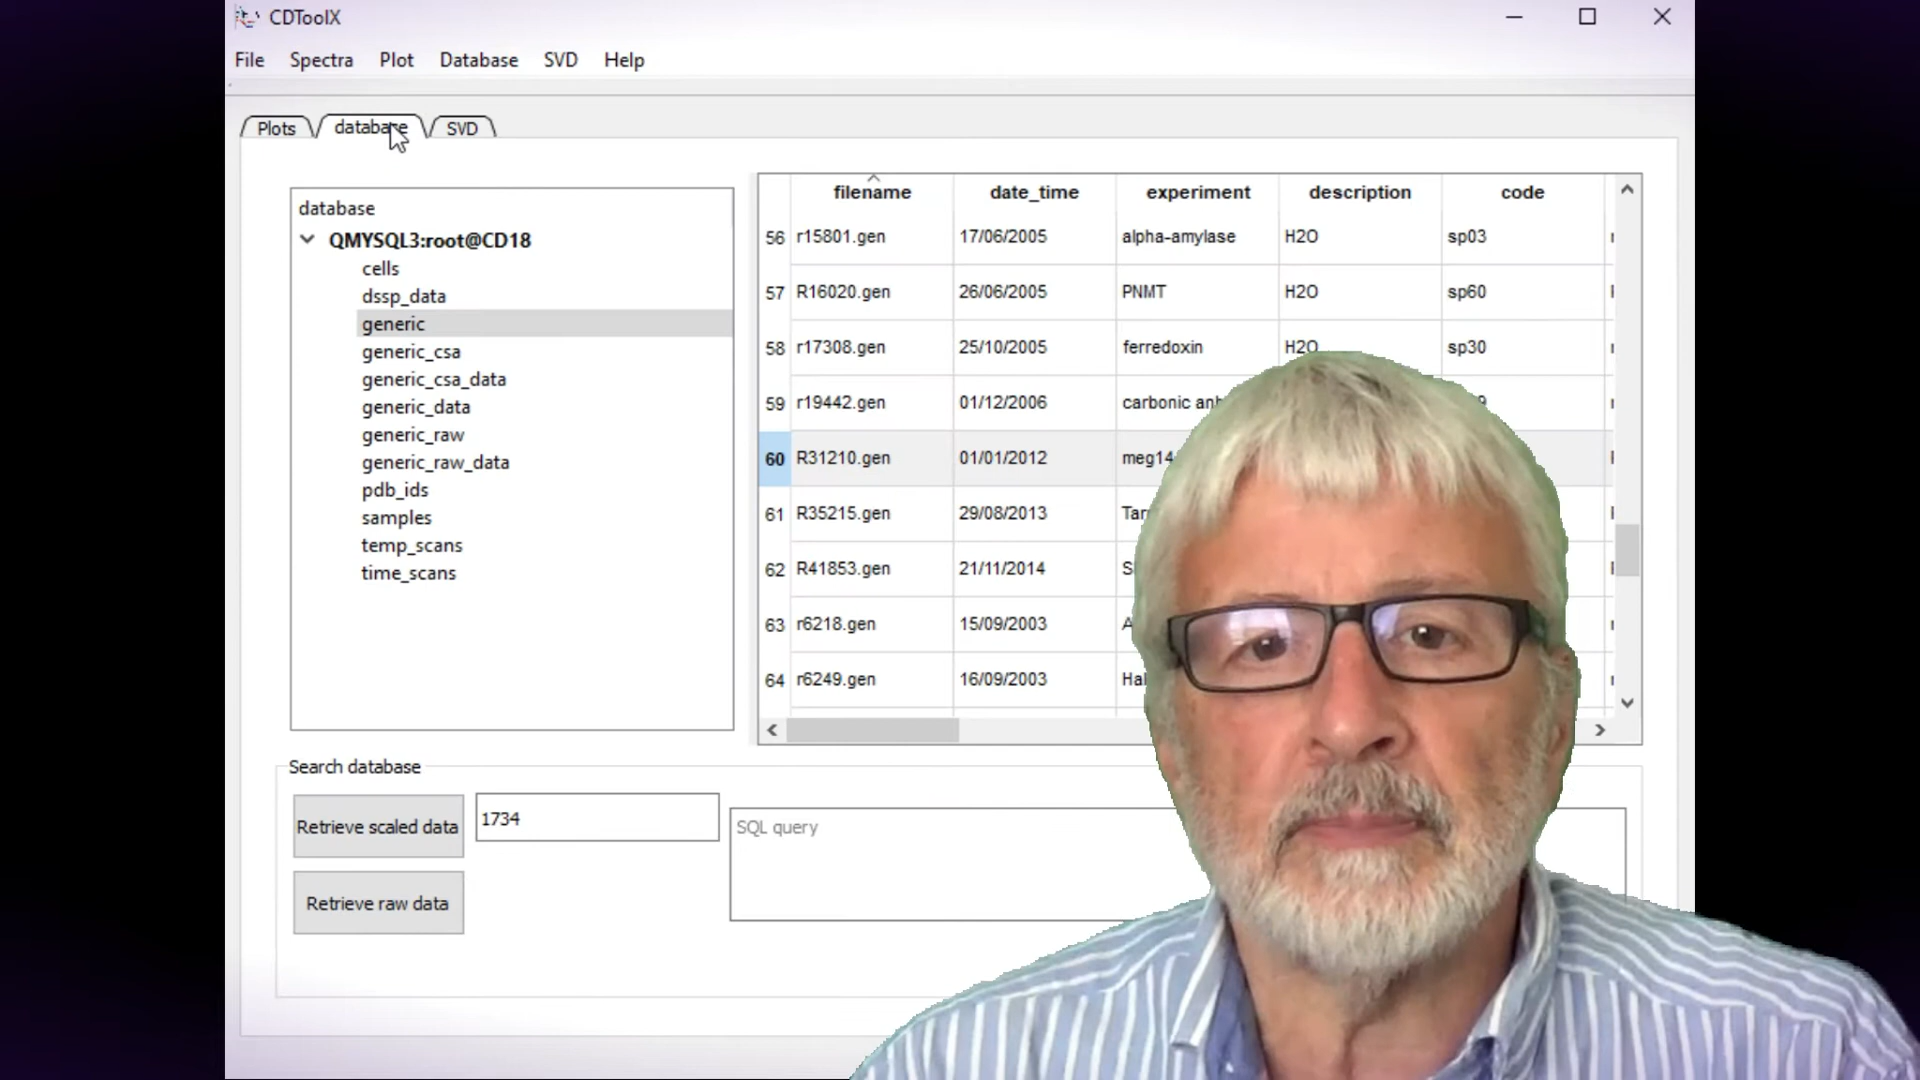 CDToolX
File Spectra Plot Database SVD Help
Plots database SVD
database
QMYSQL3:root@CD18
cells
dssp_data
generic
generic_csa
generic_csa_data
generic_data
generic_raw
generic_raw_data
pdb_ids
samples
temp_scans
time_scans
filename date_time experiment description code
56 r15801.gen 17/06/2005 alpha-amylase H2O sp03
57 R16020.gen 26/06/2005 PNMT H2O sp60
58 r17308.gen 25/10/2005 ferredoxin H2O sp30
59 r19442.gen 01/12/2006 carbonic
60 R31210.gen 01/01/2012 meg14
61 R35215.gen 29/08/2013
62 R41853.gen 21/11/2014
63 r6218.gen 15/09/2003
64 r6249.gen 16/09/2003
Search database
Retrieve scaled data 1734
SQL query
Retrieve raw data